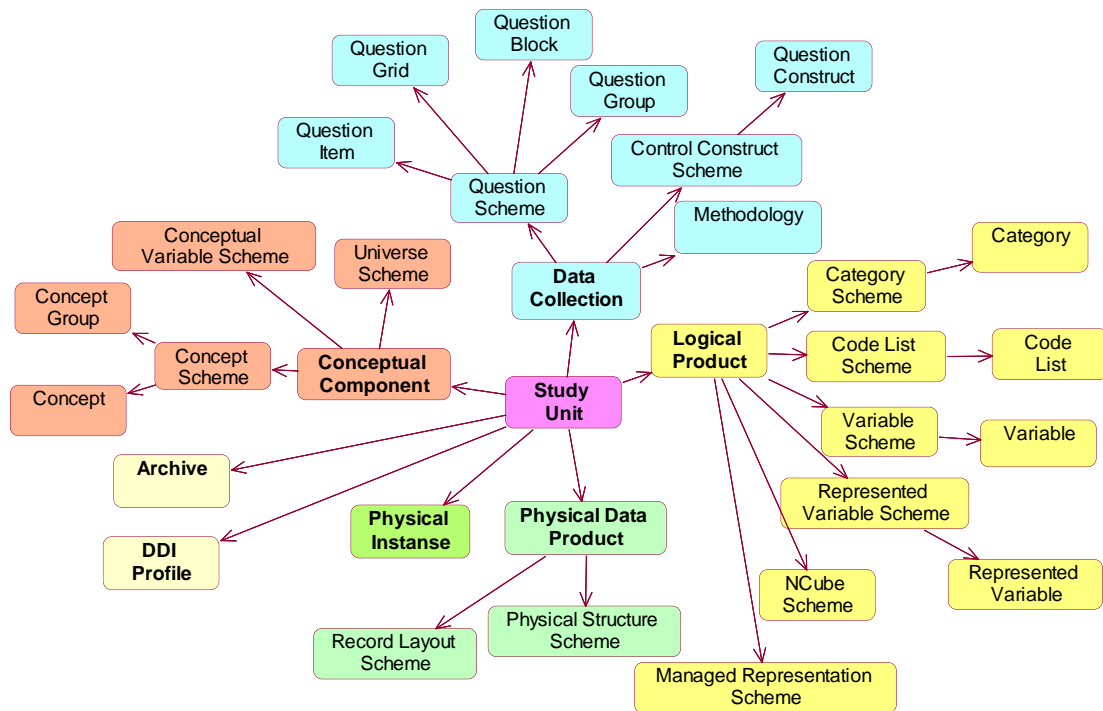 Question
Block
Question
Grid
Question
Construct
Question
Group
Question
Item
Control Construct
Scheme
Question
Scheme
Methodology
Conceptual
Variable Scheme
Universe
Scheme
Category
Data
Collection
Category
Scheme
Concept
Group
Logical
Product
Code List
Scheme
Code
List
Concept
Scheme
Conceptual
Component
Study
Unit
Concept
Variable
Scheme
Variable
Archive
Represented
Variable Scheme
Physical
Instanse
Physical Data
Product
DDI
Profile
NCube
Scheme
Represented
Variable
Physical Structure
Scheme
Record Layout
Scheme
Managed Representation
Scheme